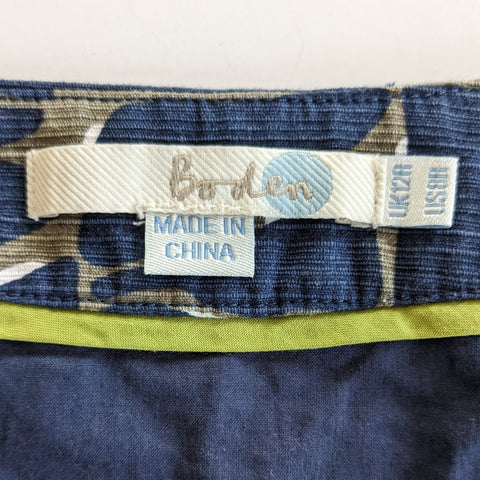 Boden
MADE IN
CHINA
UK12R
US8R